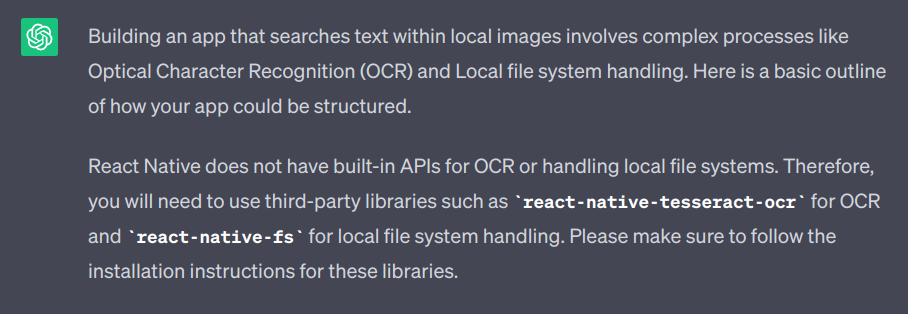 Building an app that searches text within local images involves complex processes like
Optical Character Recognition (OCR) and Local file system handling. Here is a basic outline
of how your app could be structured.
React Native does not have built-in APIs for OCR or handling local file systems. Therefore,
you will need to use third-party libraries such as `react-native-tesseract-ocr` for OCR
and `react-native-fs` for local file system handling. Please make sure to follow the
installation instructions for these libraries.